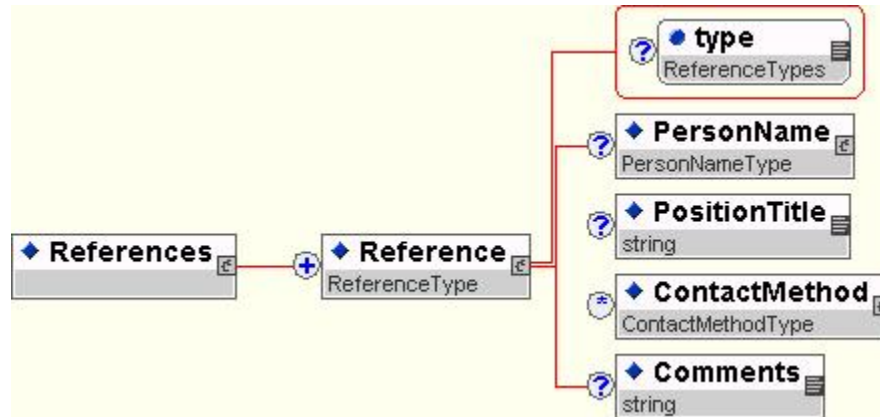 ? type
ReferenceTypes
? PersonName
PersonNameType
? PositionTitle
string
References
+ Reference
ReferenceType
* ContactMethod
ContactMethodType
? Comments
string